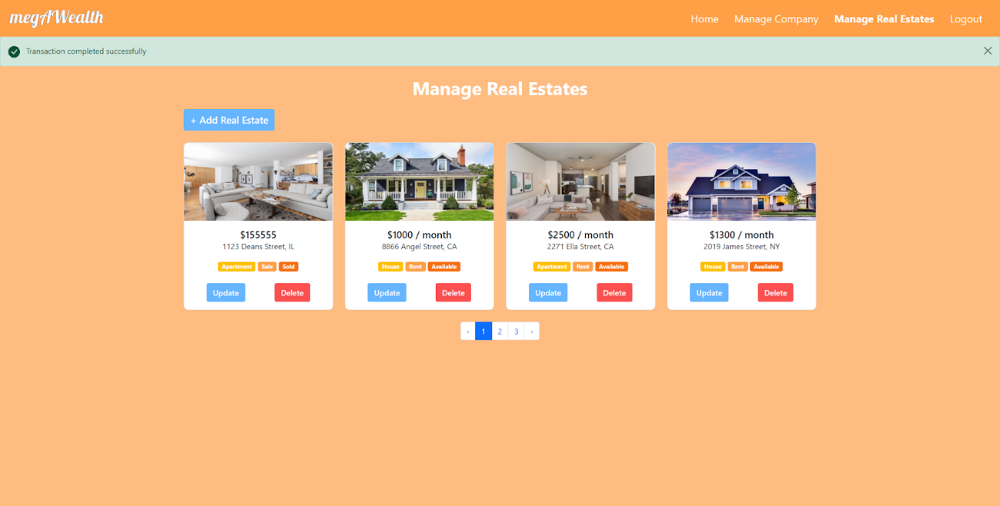 megAWealth
Home Manage Company Manage Real Estates Logout
Transaction completed successfully
Manage Real Estates
+ Add Real Estate
$155555
1123 Deans Street, IL
Apartment Sale Sold
Update Delete
$1000 / month
8866 Angel Street, CA
House Rent Available
Update Delete
$2500 / month
2271 Ella Street, CA
Apartment Rent Available
Update Delete
$1300 / month
2019 James Street, NY
House Rent Available
Update Delete
‹ 1 2 3 ›